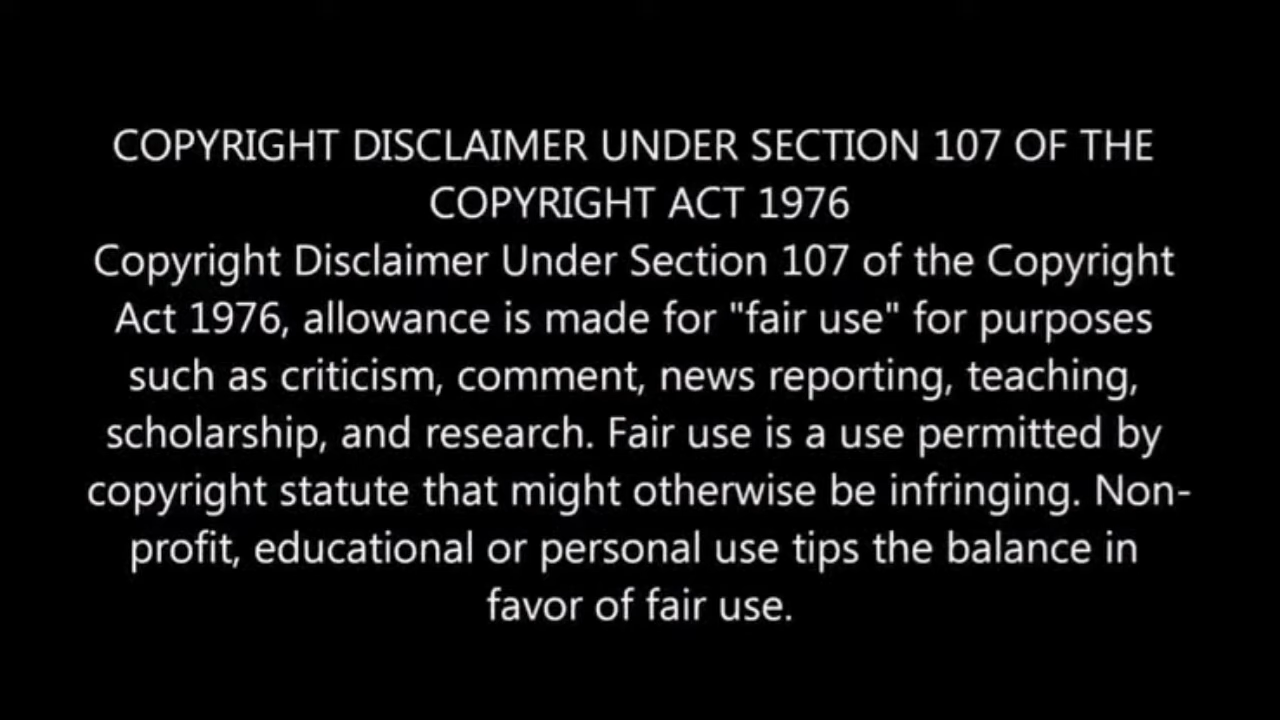 COPYRIGHT DISCLAIMER UNDER SECTION 107 OF THE
COPYRIGHT ACT 1976
Copyright Disclaimer Under Section 107 of the Copyright
Act 1976, allowance is made for "fair use" for purposes
such as criticism, comment, news reporting, teaching,
scholarship, and research. Fair use is a use permitted by
copyright statute that might otherwise be infringing. Non-
profit, educational or personal use tips the balance in
favor of fair use.